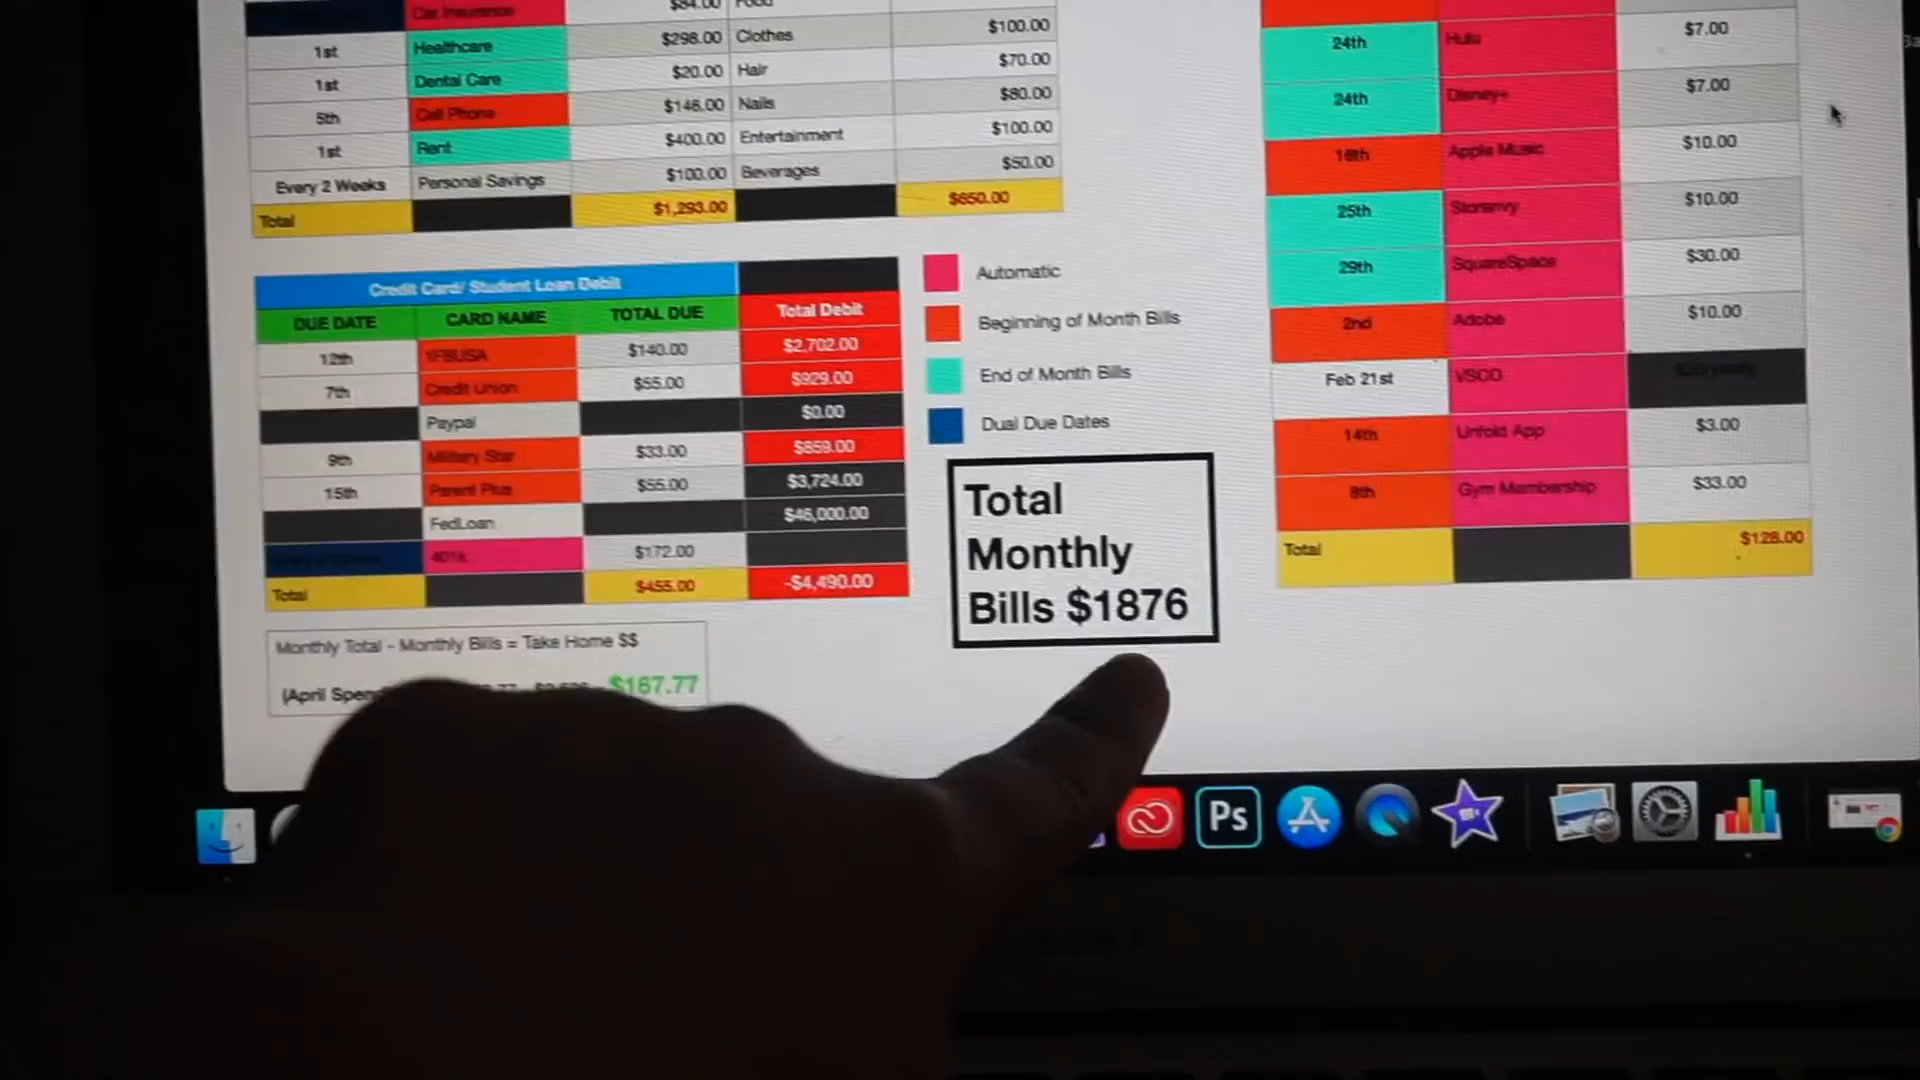 Car Insurance $84.00 Food
1st Healthcare $298.00 Clothes $100.00
1st Dental Care $20.00 Hair $70.00
5th Cell Phone $146.00 Nails $80.00
1st Rent $400.00 Entertainment $100.00
Every 2 Weeks Personal Savings $100.00 Beverages $50.00
Total $1,293.00 $650.00
Credit Card/ Student Loan Debit
DUE DATE CARD NAME TOTAL DUE Total Debit
12th 1FBUSA $140.00 $2,702.00
7th Credit Union $55.00 $929.00
Paypal $0.00
9th Military Star $33.00 $859.00
15th Parent Plus $55.00 $3,724.00
FedLoan $46,000.00
401k $172.00
Total $455.00 -$4,490.00
Monthly Total - Monthly Bills = Take Home $$
(April $167.77
Automatic
Beginning of Month Bills
End of Month Bills
Dual Due Dates
Total
Monthly
Bills $1876
24th Hulu $7.00
24th Disney+ $7.00
16th Apple Music $10.00
25th Storenvy $10.00
29th SquareSpace $30.00
2nd Adobe $10.00
Feb 21st VSCO
14th Unfold App $3.00
8th Gym Membership $33.00
Total $128.00
Ps